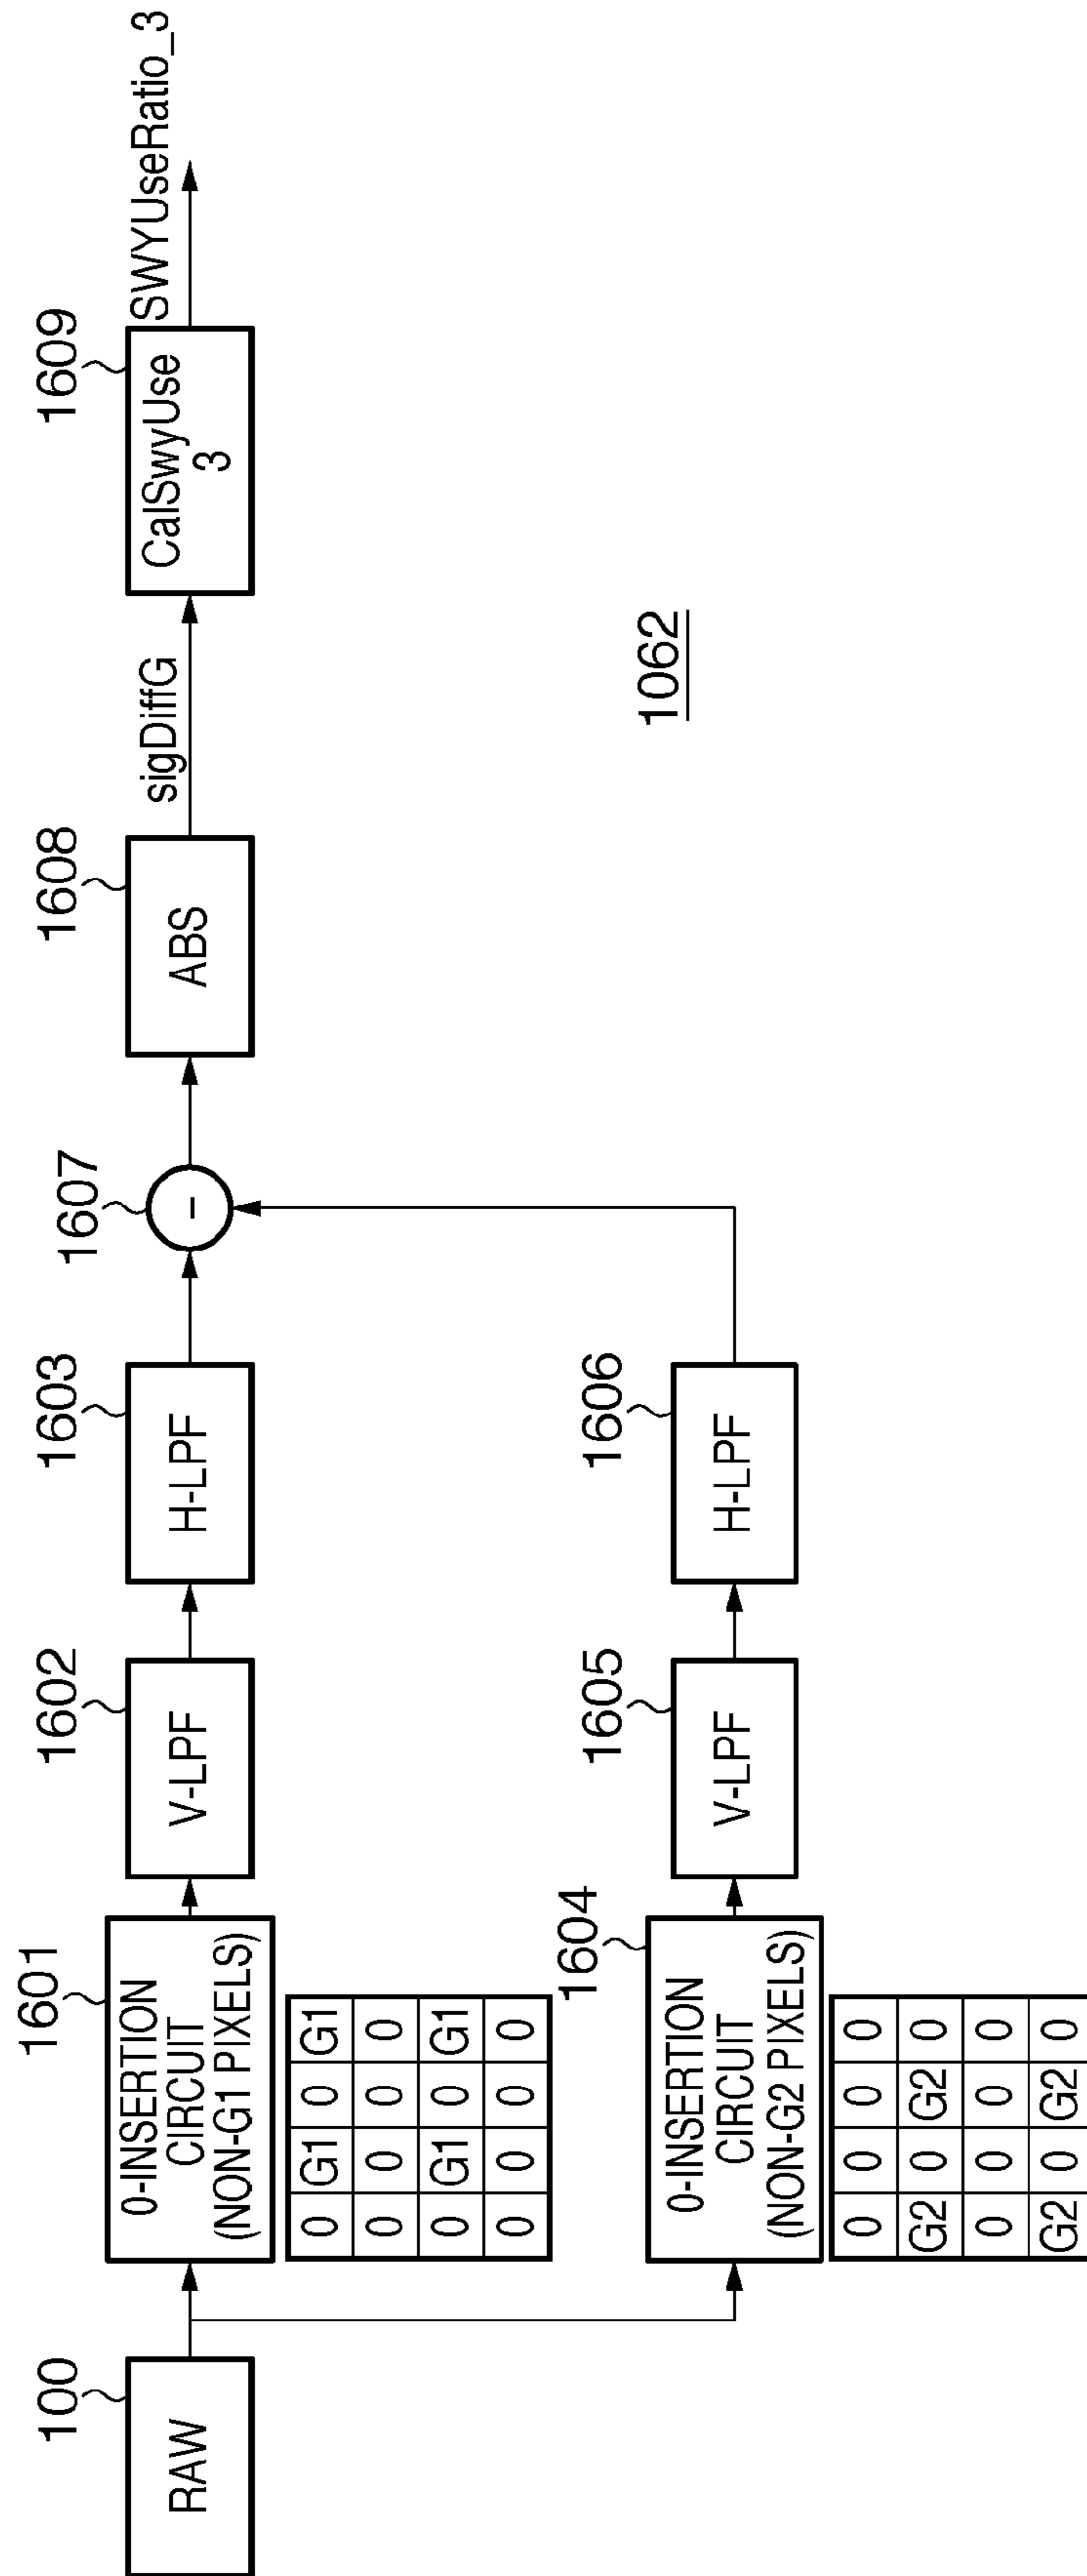 100
RAW
1601
0-INSERTION
CIRCUIT
(NON-G1 PIXELS)
0 G1 0 G1
0 0 0 0
0 G1 0 G1
0 0 0 0
1602
V-LPF
1603
H-LPF
1607
-
1608
ABS
sigDiffG
1609
CalSwyUse
3
SWYUseRatio_3
1604
0-INSERTION
CIRCUIT
(NON-G2 PIXELS)
0 0 0 0
G2 0 G2 0
0 0 0 0
G2 0 G2 0
1605
V-LPF
1606
H-LPF
1062